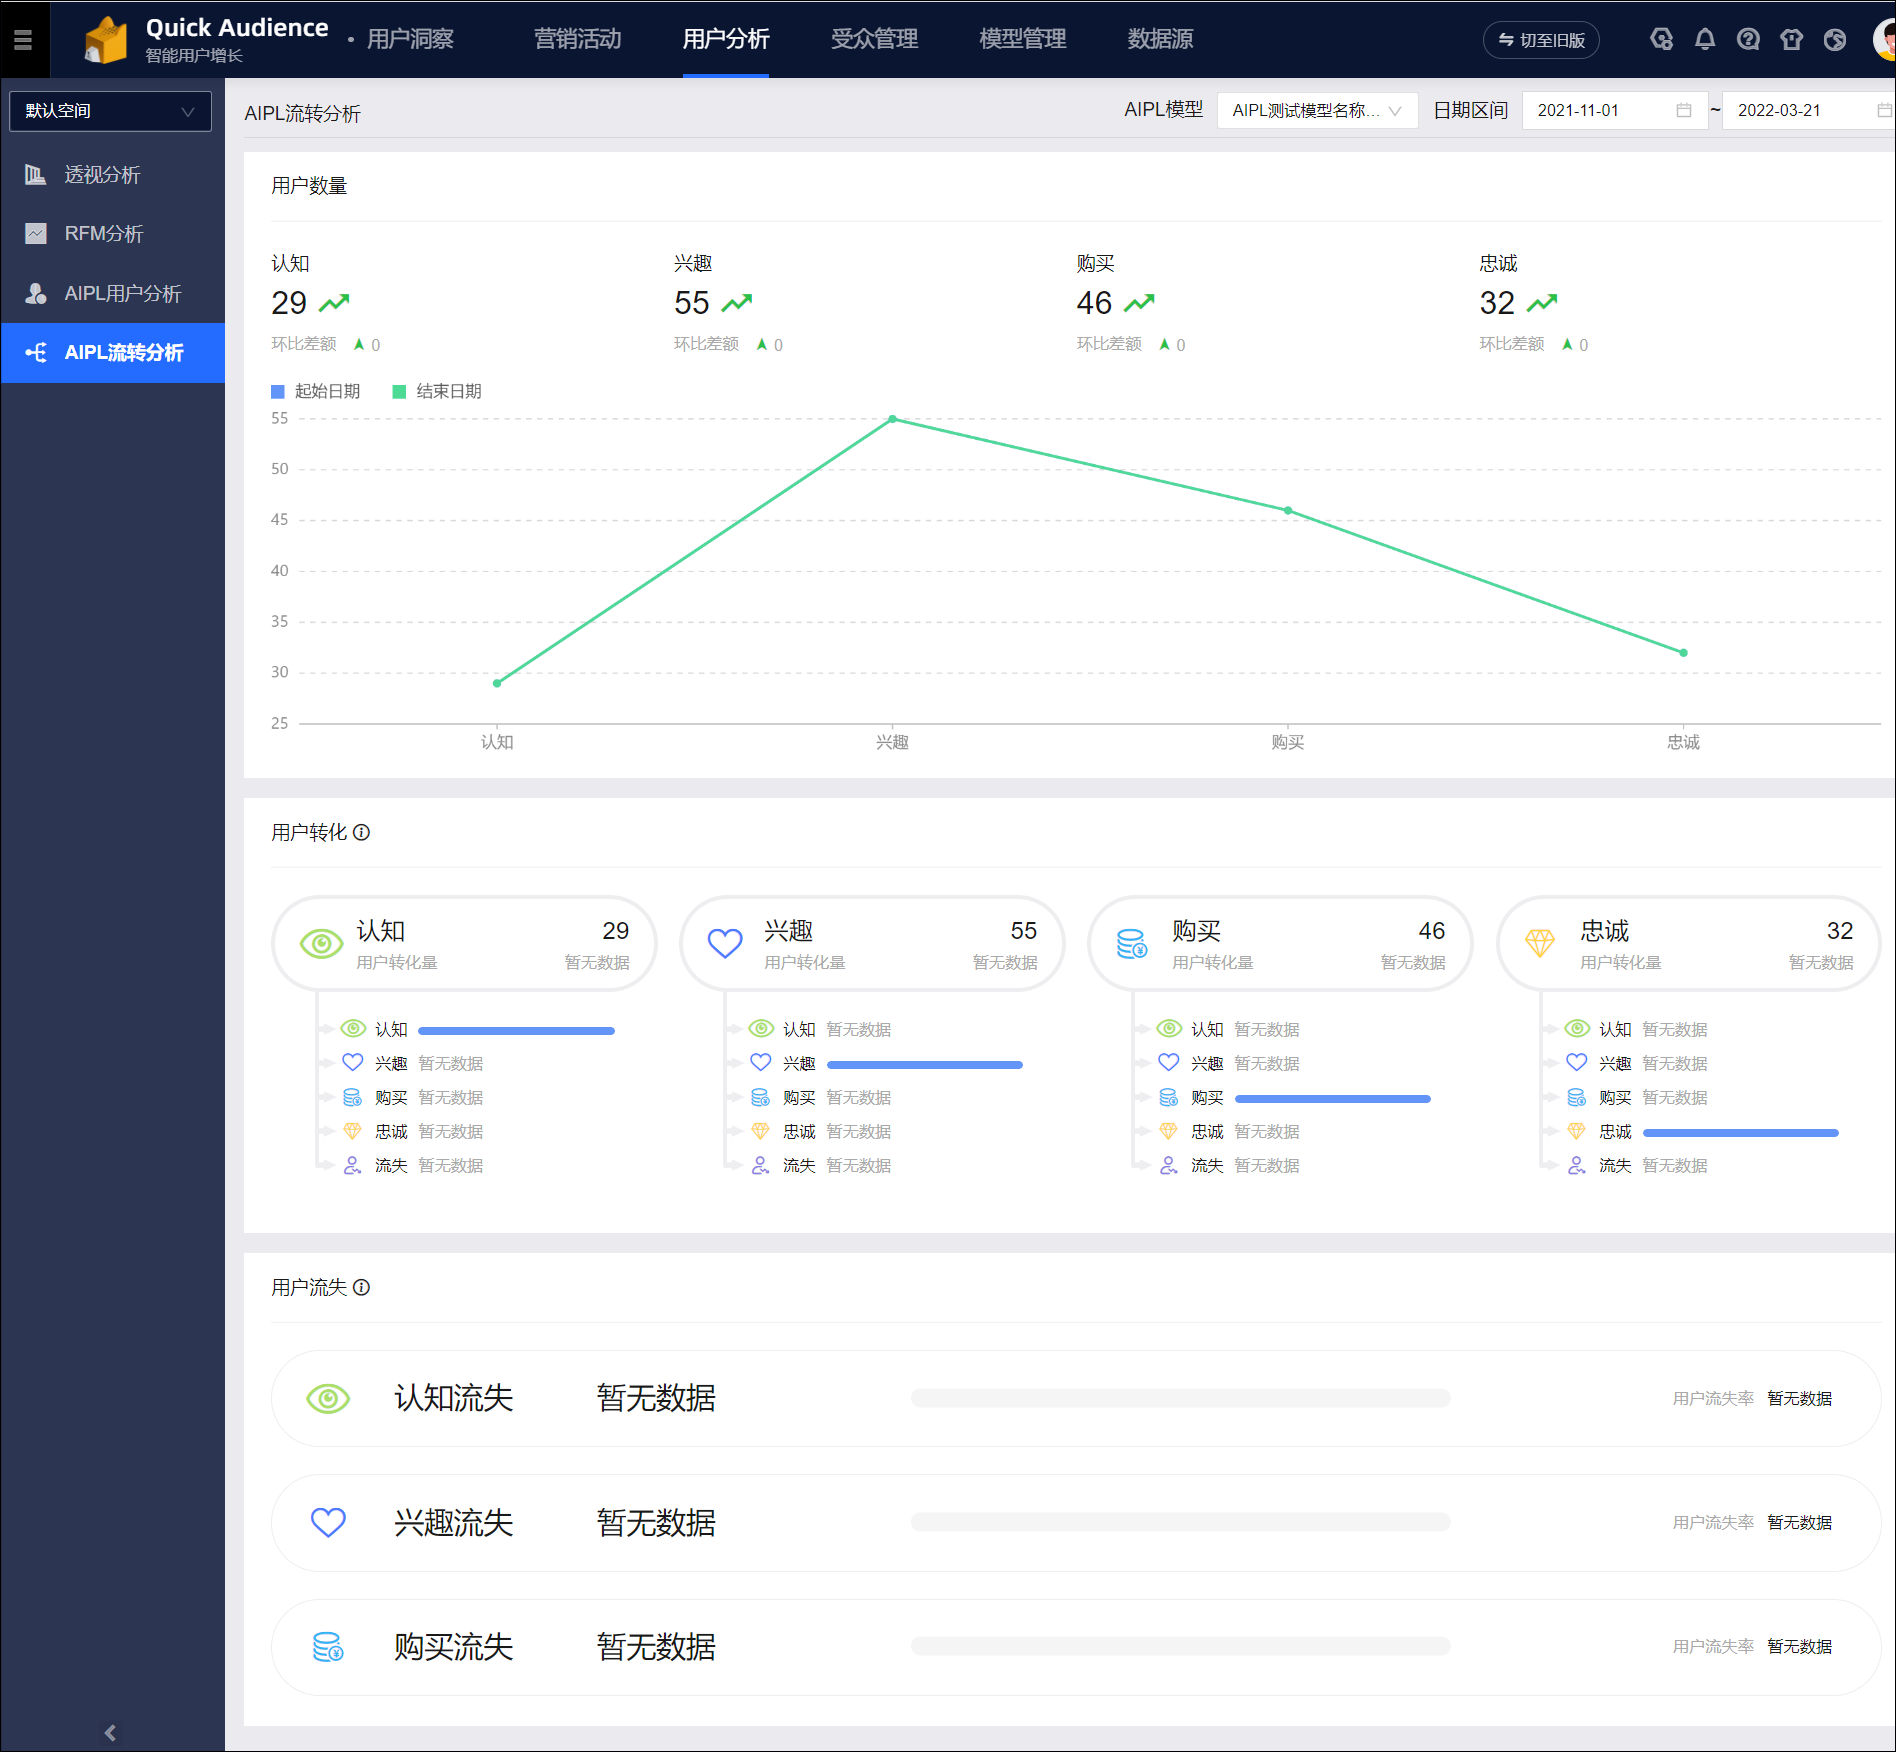 Quick Audience
智能用户增长
· 用户洞察
营销活动
用户分析
受众管理
模型管理
数据源
切至旧版
默认空间
透视分析
RFM分析
AIPL用户分析
AIPL流转分析
AIPL流转分析
AIPL模型
AIPL测试模型名称...
日期区间
2021-11-01
~
2022-03-21
用户数量
认知
29
环比差额 0
兴趣
55
环比差额 0
购买
46
环比差额 0
忠诚
32
环比差额 0
起始日期 结束日期
55
50
45
40
35
30
25
认知 兴趣 购买 忠诚
用户转化
认知 29
用户转化量 暂无数据
认知
兴趣 暂无数据
购买 暂无数据
忠诚 暂无数据
流失 暂无数据
兴趣 55
用户转化量 暂无数据
认知 暂无数据
兴趣
购买 暂无数据
忠诚 暂无数据
流失 暂无数据
购买 46
用户转化量 暂无数据
认知 暂无数据
兴趣 暂无数据
购买
忠诚 暂无数据
流失 暂无数据
忠诚 32
用户转化量 暂无数据
认知 暂无数据
兴趣 暂无数据
购买 暂无数据
忠诚
流失 暂无数据
用户流失
认知流失 暂无数据 用户流失率 暂无数据
兴趣流失 暂无数据 用户流失率 暂无数据
购买流失 暂无数据 用户流失率 暂无数据